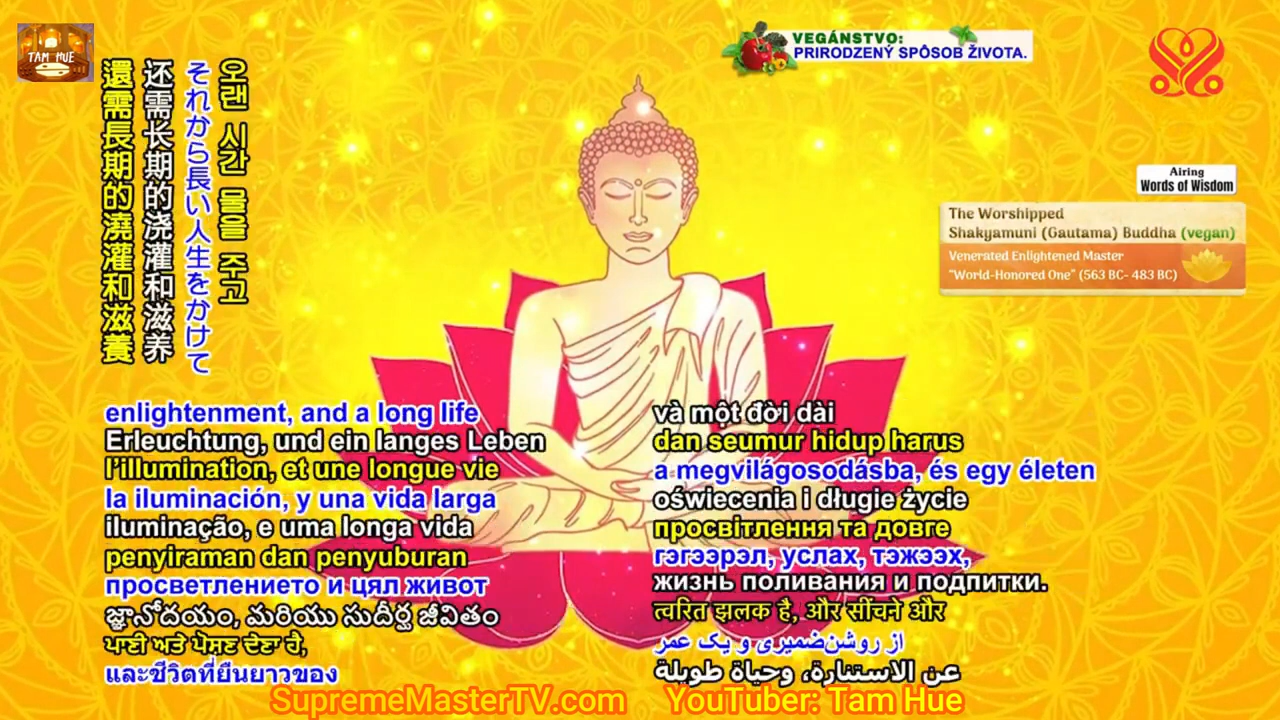 TAM HUE
VEGÁNSTVO:
PRIRODZENÝ SPÔSOB ŽIVOTA.
Airing
Words of Wisdom
The Worshipped
Shakyamuni (Gautama) Buddha (vegan)
Venerated Enlightened Master
“World-Honored One” (563 BC- 483 BC)
오랜 시간 물을 주고
それから長い人生をかけて
还需长期的浇灌和滋养
還需長期的澆灌和滋養
enlightenment, and a long life
Erleuchtung, und ein langes Leben
l’illumination, et une longue vie
la iluminación, y una vida larga
iluminação, e uma longa vida
penyiraman dan penyuburan
просветлението и цял живот
జ్ఞానోదయం, మరియు సుదీర్ఘ జీవితం
ਪਾਣੀ ਅਤੇ ਪੋਸ਼ਣ ਦੇਣਾ ਹੈ,
และชีวิตที่ยืนยาวของ
và một đời dài
dan seumur hidup harus
a megvilágosodásba, és egy életen
oświecenia i długie życie
просвітлення та довге
гэгээрэл, услах, тэжээх,
жизнь поливания и подпитки.
त्वरित झलक है, और सींचने और
از روشن‌ضمیری و یک عمر
عن الاستنارة، وحياة طويلة
SupremeMasterTV.com
YouTuber: Tam Hue